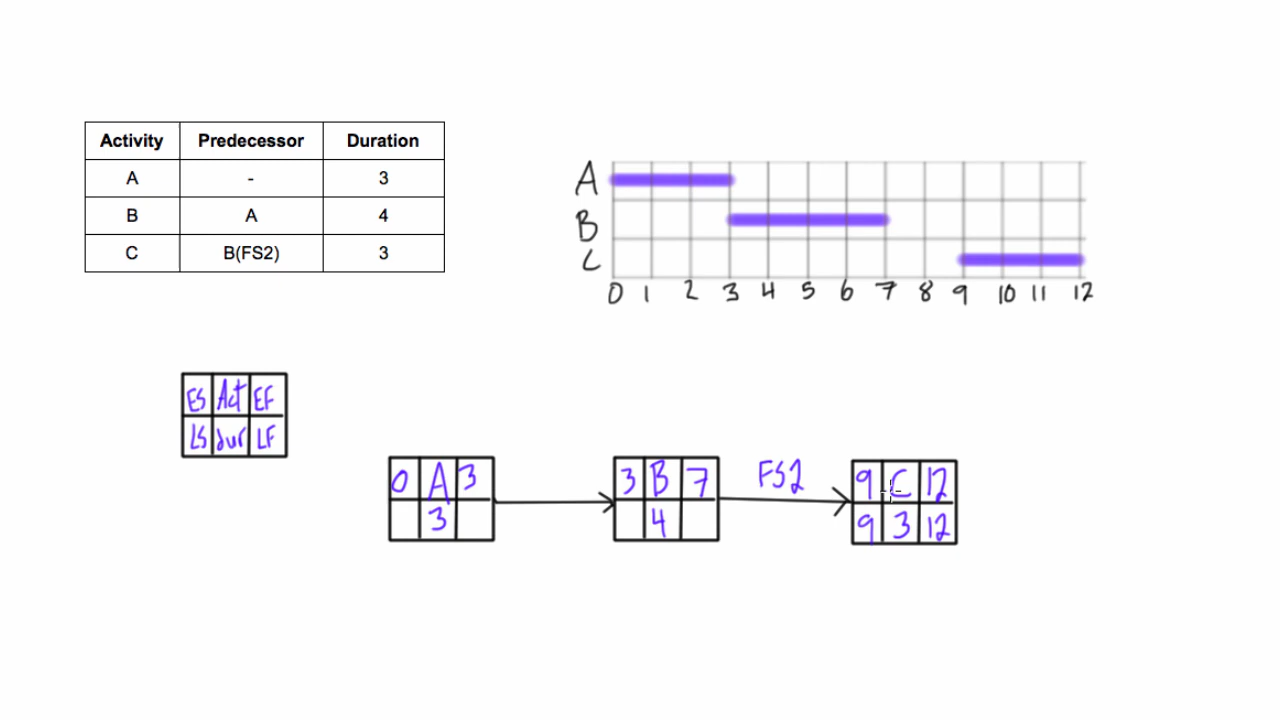 Activity Predecessor Duration
A - 3
B A 4
C B(FS2) 3
A
B
C
0 1 2 3 4 5 6 7 8 9 10 11 12
ES Act EF
LS dur LF
0 A 3
3
3 B 7
4
FS2
9 C 12
9 3 12